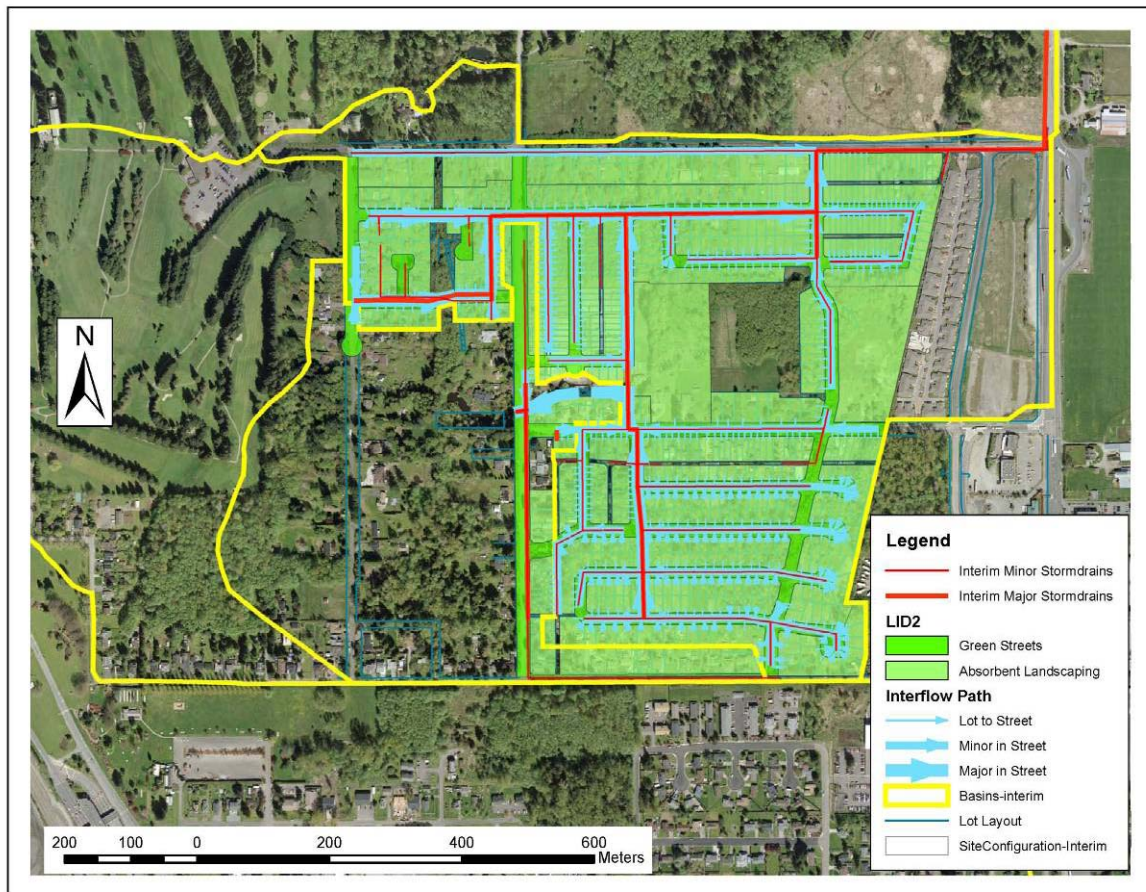 N
Legend
Interim Minor Stormdrains
Interim Major Stormdrains
LID2
Green Streets
Absorbent Landscaping
Interflow Path
Lot to Street
Minor in Street
Major in Street
Basins-interim
Lot Layout
SiteConfiguration-Interim
200 100 0 200 400 600
Meters